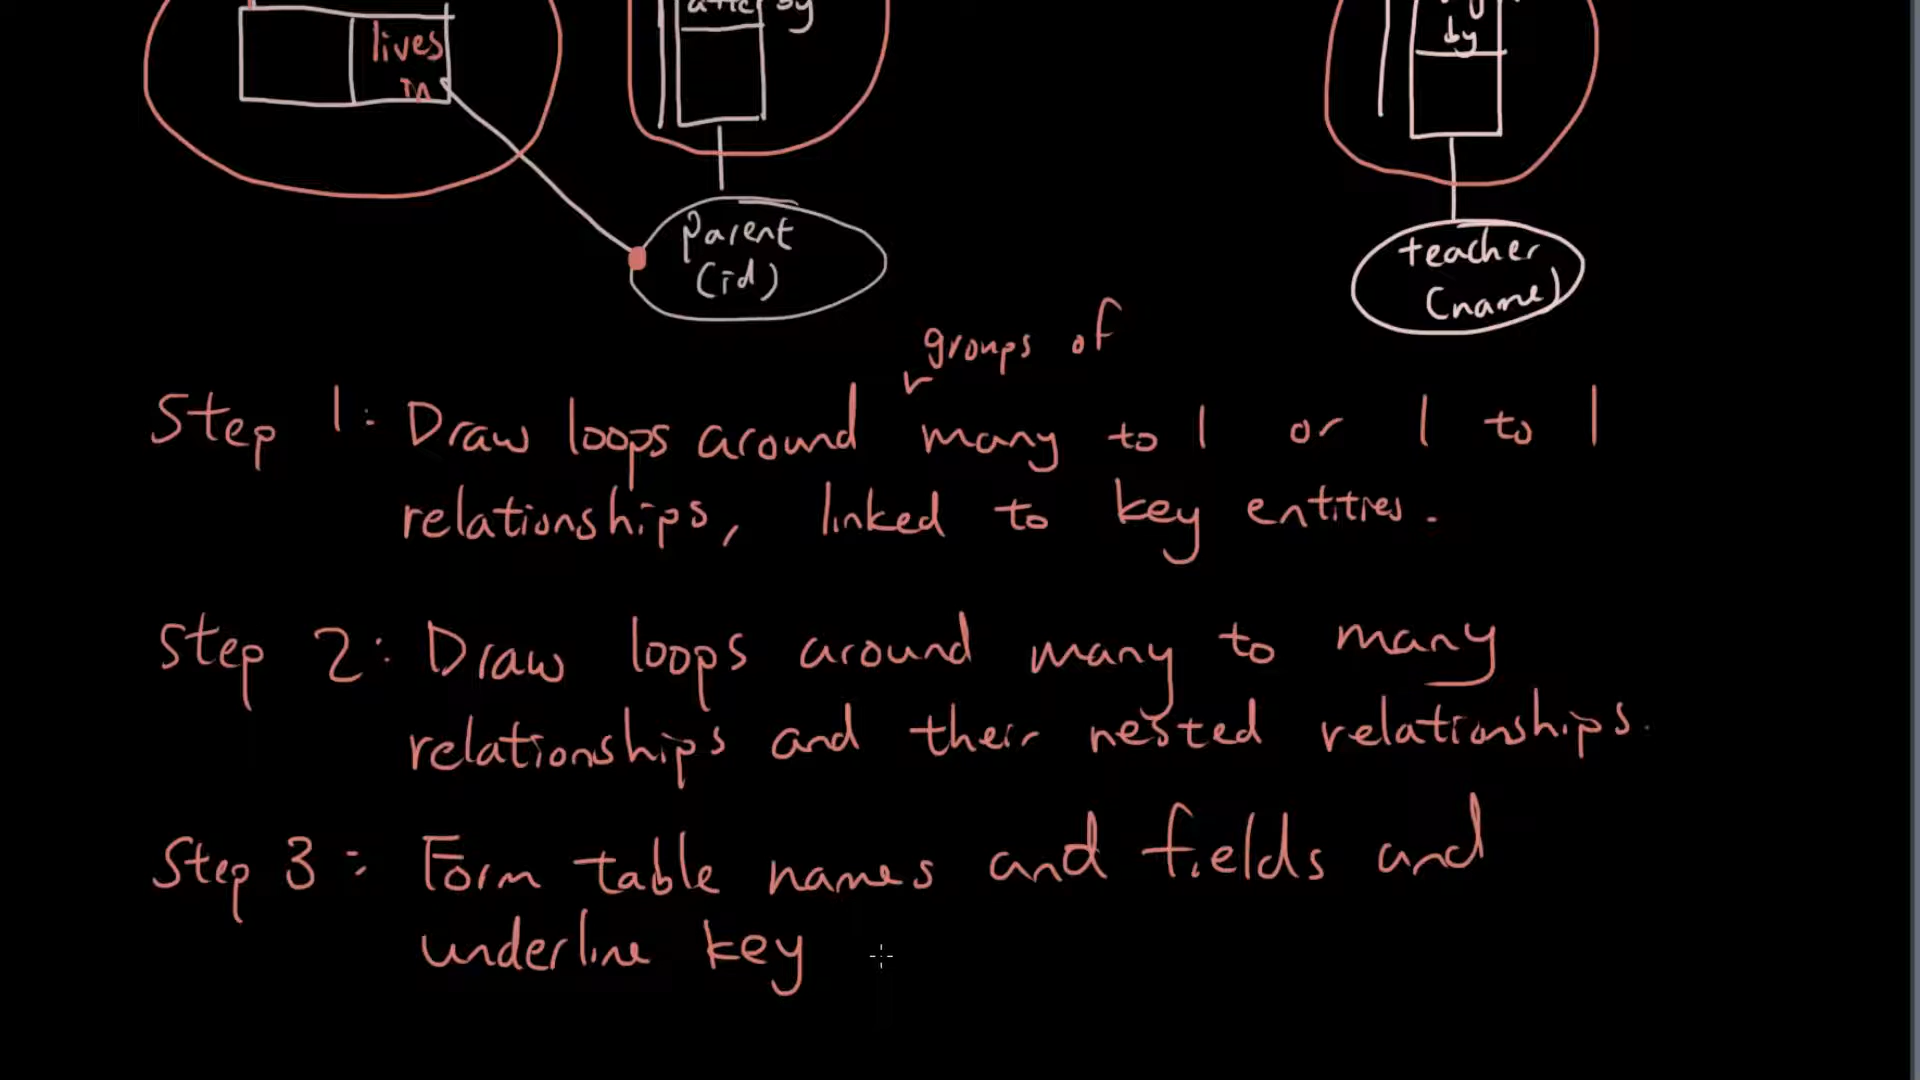 by
by
lives
in
Parent
(id)
teacher
(name)
groups of
Step 1: Draw loops around many to 1 or 1 to 1
relationships, linked to key entities.
Step 2: Draw loops around many to many
relationships and their nested relationships.
Step 3: Form table names and fields and
underline key